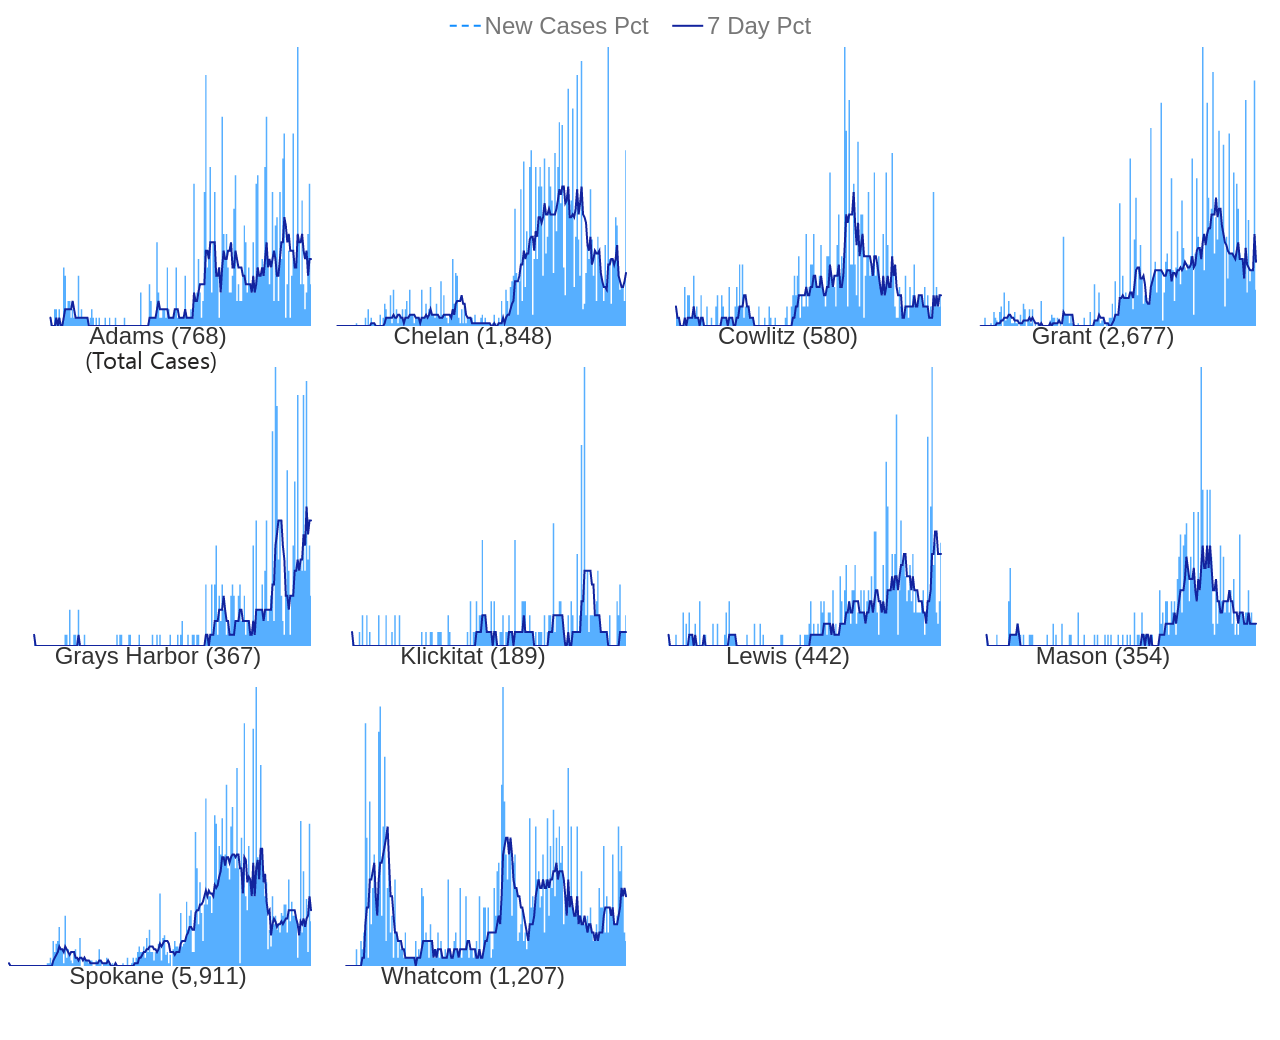 New Cases Pct 7 Day Pct
Adams (768) Chelan (1,848) Cowlitz (580) Grant (2,677)
(Total Cases)
Grays Harbor (367) Klickitat (189) Lewis (442) Mason (354)
Spokane (5,911) Whatcom (1,207)